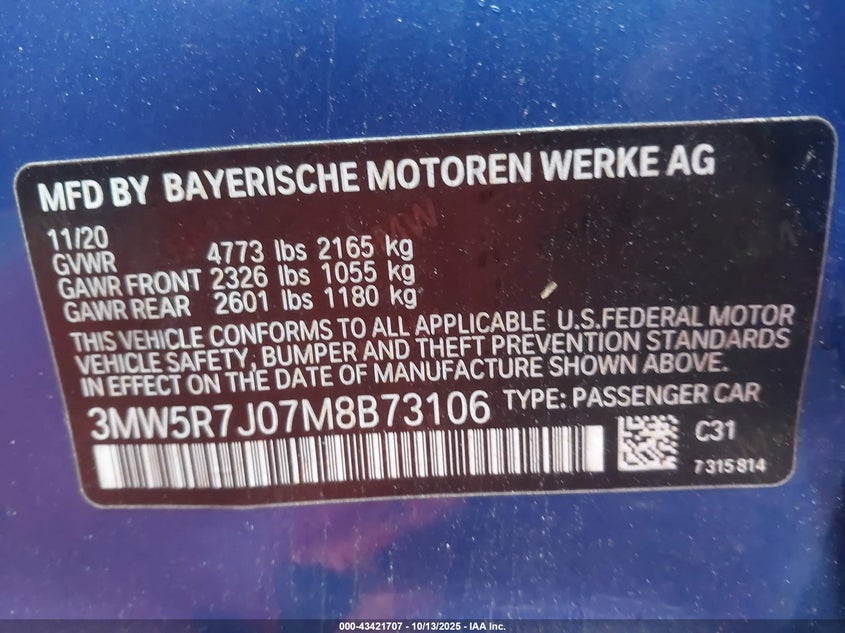 MFD BY BAYERISCHE MOTOREN WERKE AG
11/20
GVWR 4773 lbs 2165 kg
GAWR FRONT 2326 lbs 1055 kg
GAWR REAR 2601 lbs 1180 kg
THIS VEHICLE CONFORMS TO ALL APPLICABLE U.S.FEDERAL MOTOR
VEHICLE SAFETY, BUMPER AND THEFT PREVENTION STANDARDS
IN EFFECT ON THE DATE OF MANUFACTURE SHOWN ABOVE.
3MW5R7J07M8B73106 TYPE: PASSENGER CAR
C31
7315814
000-43421707 - 10/13/2025 - IAA Inc.